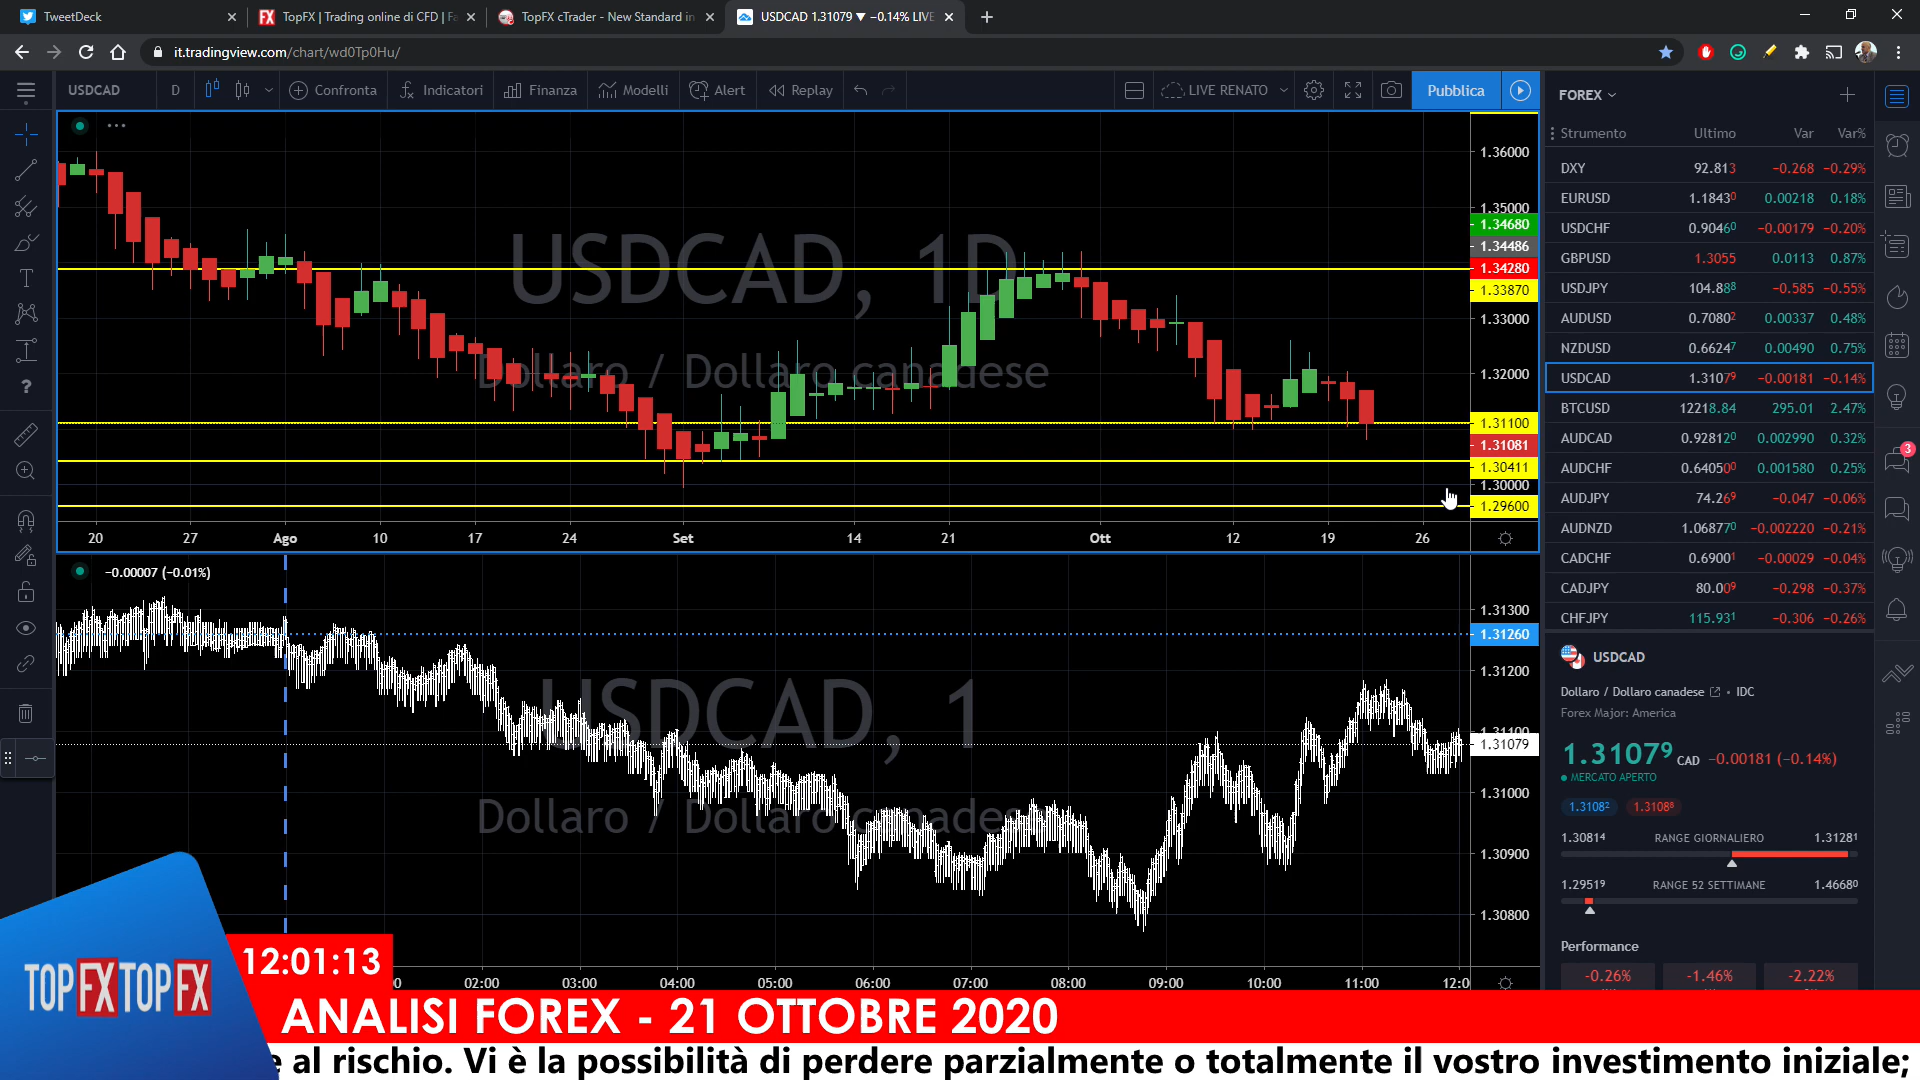 TweetDeck
TopFX | Trading online di CFD | Fa
TopFX cTrader - New Standard in
USDCAD 1.31079 ▼ −0.14% LIVE
it.tradingview.com/chart/wd0Tp0Hu/
USDCAD D Confronta Indicatori Finanza Modelli Alert Replay LIVE RENATO Pubblica
USDCAD, 1D
Dollaro / Dollaro canadese
1.36000
1.35000
1.34680
1.34486
1.34280
1.33870
1.33000
1.32000
1.31100
1.31081
1.30411
1.30000
1.29600
20 27 Ago 10 17 24 Set 14 21 Ott 12 19 26
−0.00007 (−0.01%)
USDCAD, 1
Dollaro / Dollaro canadese
1.31300
1.31260
1.31200
1.31100
1.31079
1.31000
1.30900
1.30800
02:00 03:00 04:00 05:00 06:00 07:00 08:00 09:00 10:00 11:00 12:0
FOREX
Strumento Ultimo Var Var%
DXY 92.813 −0.268 −0.29%
EURUSD 1.18430 0.00218 0.18%
USDCHF 0.90460 −0.00179 −0.20%
GBPUSD 1.3055 0.0113 0.87%
USDJPY 104.888 −0.585 −0.55%
AUDUSD 0.70802 0.00337 0.48%
NZDUSD 0.66247 0.00490 0.75%
USDCAD 1.31079 −0.00181 −0.14%
BTCUSD 12218.84 295.01 2.47%
AUDCAD 0.928120 0.002990 0.32%
AUDCHF 0.640500 0.001580 0.25%
AUDJPY 74.269 −0.047 −0.06%
AUDNZD 1.068770 −0.002220 −0.21%
CADCHF 0.69001 −0.00029 −0.04%
CADJPY 80.009 −0.298 −0.37%
CHFJPY 115.931 −0.306 −0.26%
3
USDCAD
Dollaro / Dollaro canadese • IDC
Forex Major: America
1.31079 CAD −0.00181 (−0.14%)
MERCATO APERTO
1.31082 1.31088
1.30814 RANGE GIORNALIERO 1.31281
1.29519 RANGE 52 SETTIMANE 1.46680
Performance
-0.26% -1.46% -2.22%
TOPFX TOPFX
12:01:13
ANALISI FOREX - 21 OTTOBRE 2020
e al rischio. Vi è la possibilità di perdere parzialmente o totalmente il vostro investimento iniziale;